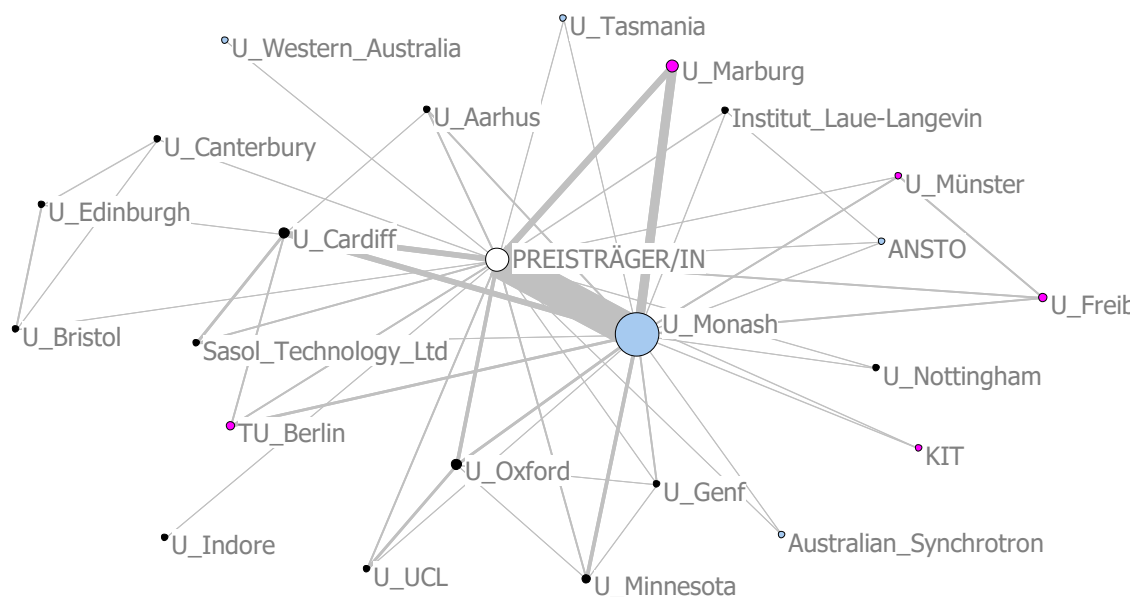 U_Tasmania
U_Western_Australia
U_Marburg
U_Aarhus
Institut_Laue-Langevin
U_Canterbury
U_Münster
U_Edinburgh
U_Cardiff
ANSTO
PREISTRÄGER/IN
U_Freib
U_Monash
U_Bristol
Sasol_Technology_Ltd
U_Nottingham
TU_Berlin
KIT
U_Oxford
U_Genf
U_Indore
Australian_Synchrotron
U_UCL
U_Minnesota